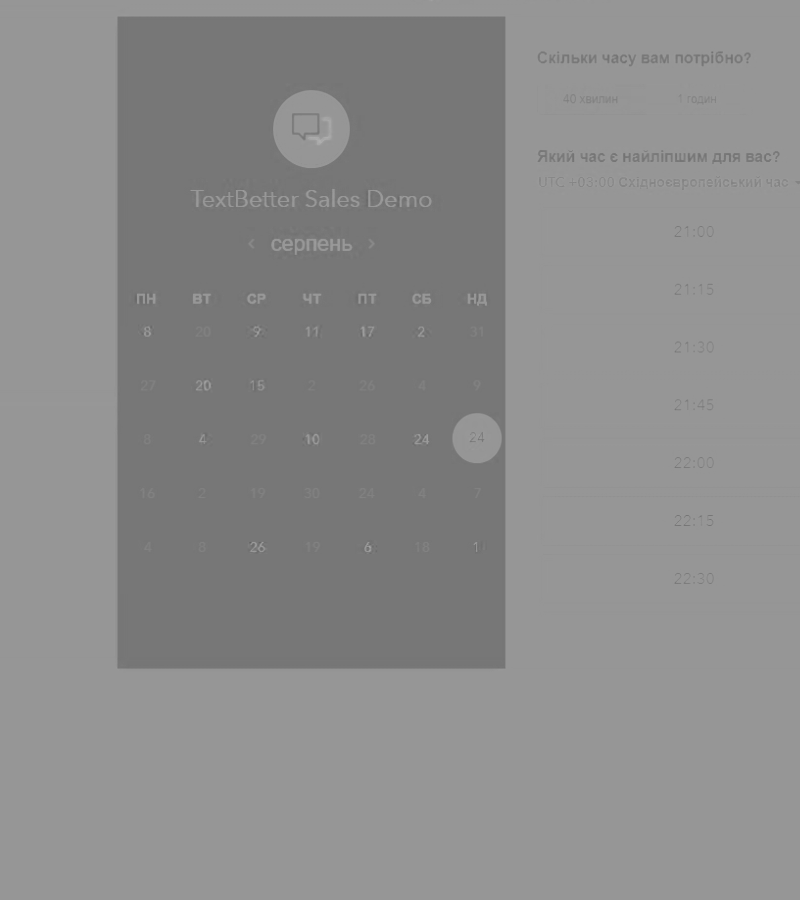 TextBetter Sales Demo
‹ серпень ›
ПН ВТ СР ЧТ ПТ СБ НД
8 20 9 11 17 2 31
27 20 15 2 26 4 9
8 4 29 10 28 24 24
16 2 19 30 24 4 7
4 8 26 19 6 18 1
Скільки часу вам потрібно?
40 хвилин 1 годин
Який час є найліпшим для вас?
UTC +03:00 Східноєвропейський час
21:00
21:15
21:30
21:45
22:00
22:15
22:30